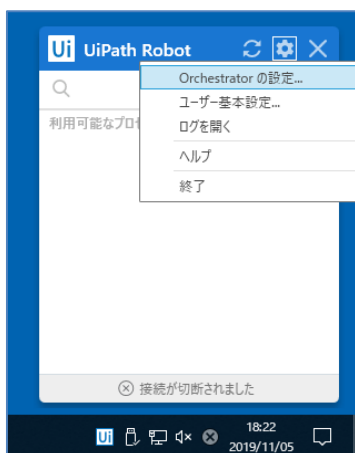 Ui UiPath Robot
Orchestrator の設定...
ユーザー基本設定...
利用可能なプロ
ログを開く
ヘルプ
終了
接続が切断されました
Ui
18:22
2019/11/05